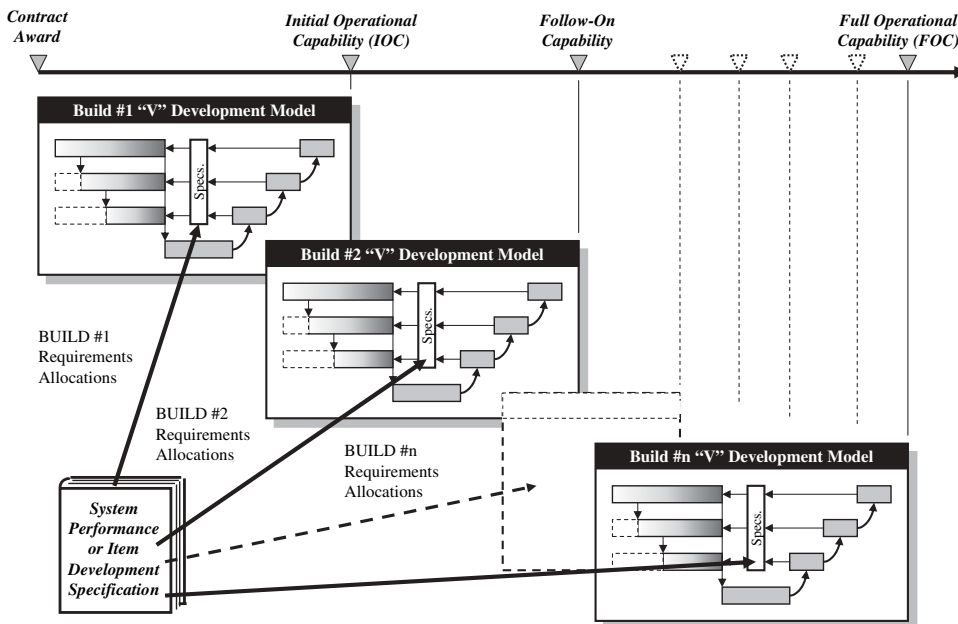 Contract
Award
Initial Operational
Capability (IOC)
Follow-On
Capability
Full Operational
Capability (FOC)
Build #1 “V” Development Model
Specs.
Build #2 “V” Development Model
Specs.
BUILD #1
Requirements
Allocations
BUILD #2
Requirements
Allocations
BUILD #n
Requirements
Allocations
Build #n “V” Development Model
Specs.
System
Performance
or Item
Development
Specification